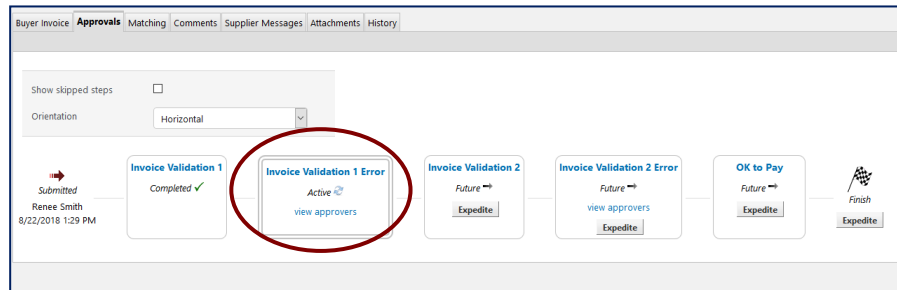 Buyer Invoice Approvals Matching Comments Supplier Messages Attachments History
Show skipped steps
Orientation Horizontal
Submitted
Renee Smith
8/22/2018 1:29 PM
Invoice Validation 1
Completed
Invoice Validation 1 Error
Active
view approvers
Invoice Validation 2
Future
Expedite
Invoice Validation 2 Error
Future
view approvers
Expedite
OK to Pay
Future
Expedite
Finish
Expedite